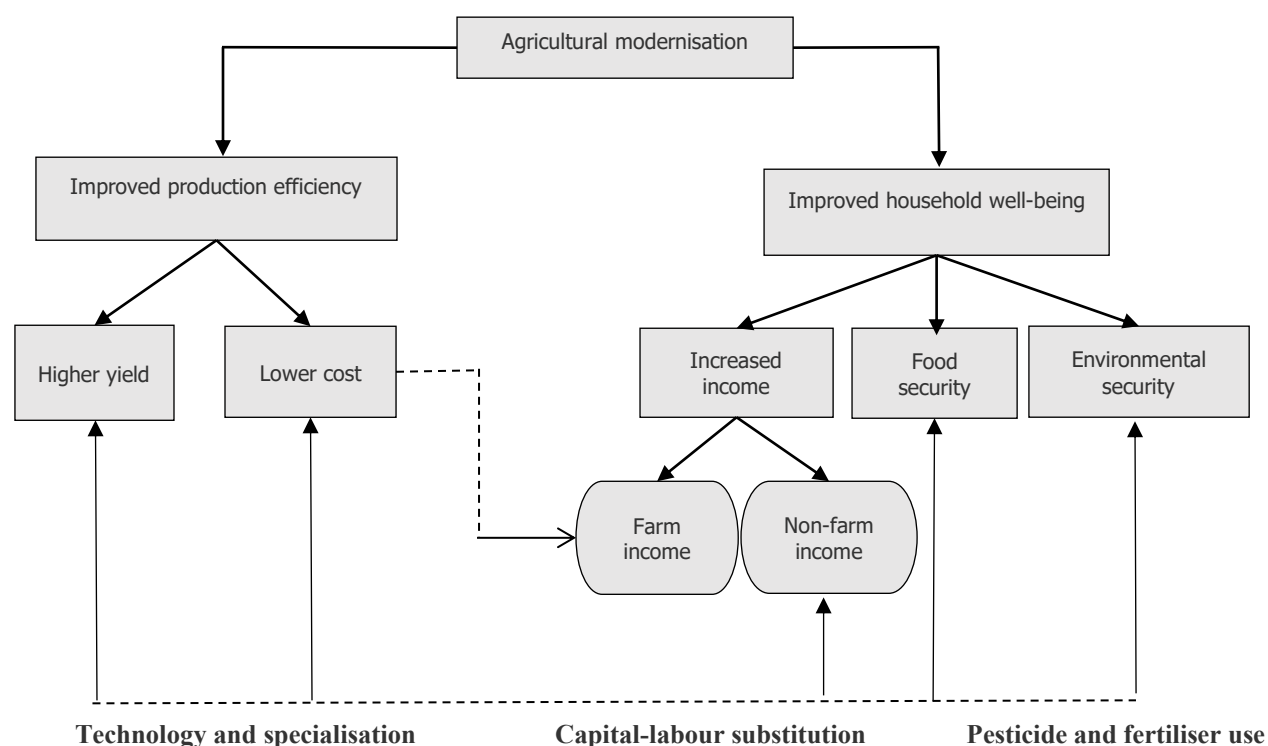 Agricultural modernisation
Improved production efficiency
Improved household well-being
Higher yield
Lower cost
Increased
income
Food
security
Environmental
security
Farm
income
Non-farm
income
Technology and specialisation
Capital-labour substitution
Pesticide and fertiliser use